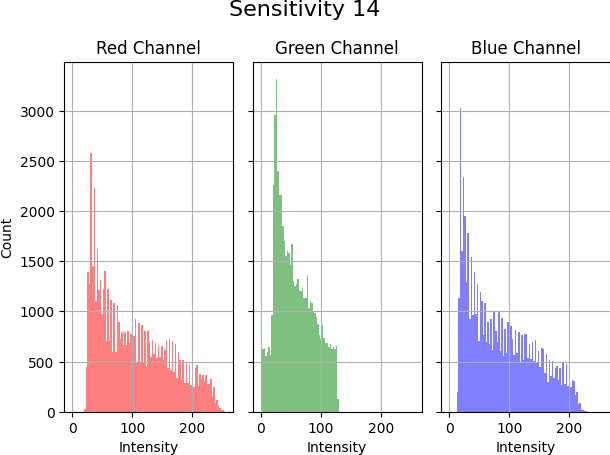 Sensitivity 14
Red Channel Green Channel Blue Channel
3000
2500
2000
1500
1000
500
0
Count
0 100 200 0 100 200 0 100 200
Intensity Intensity Intensity